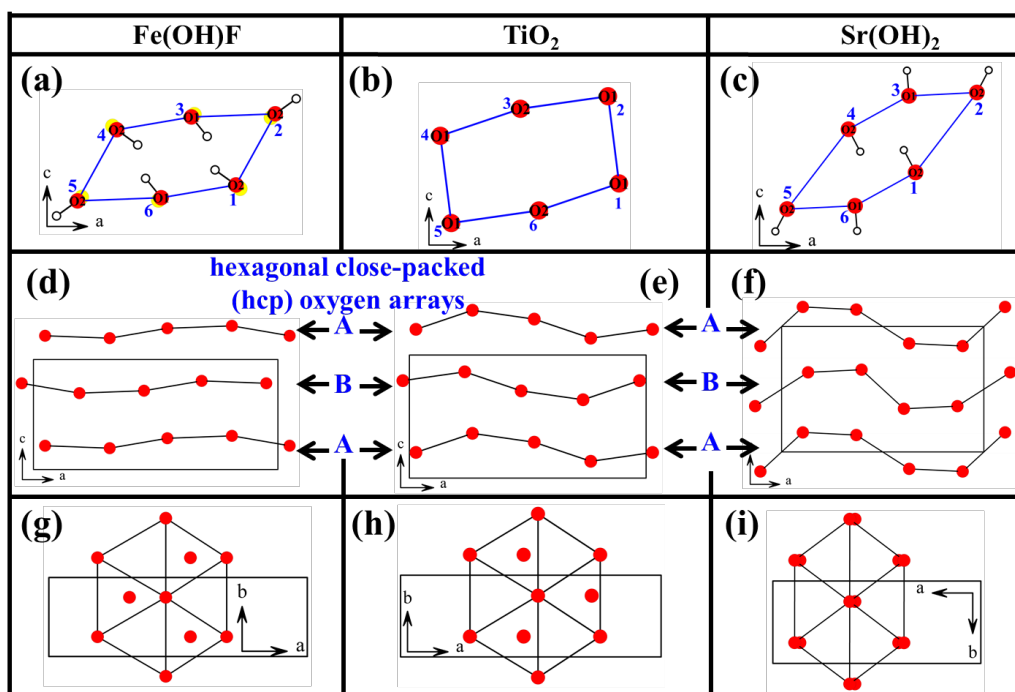 Fe(OH)F TiO2 Sr(OH)2
(a) (b) (c)
3 O1 O2 2
4 O2
5 O2 O1 6 O2 1
c a
O1 2
3 O2
4 O1
O1 1
O1 5 O2 6
c a
3 O1 O2 2
4 O2
O2 1
5 O2 O1 6
c a
hexagonal close-packed
(hcp) oxygen arrays
(d) (e) (f)
A A
B B
A A
c a
c a
c a
(g) (h) (i)
b a
b a
a b